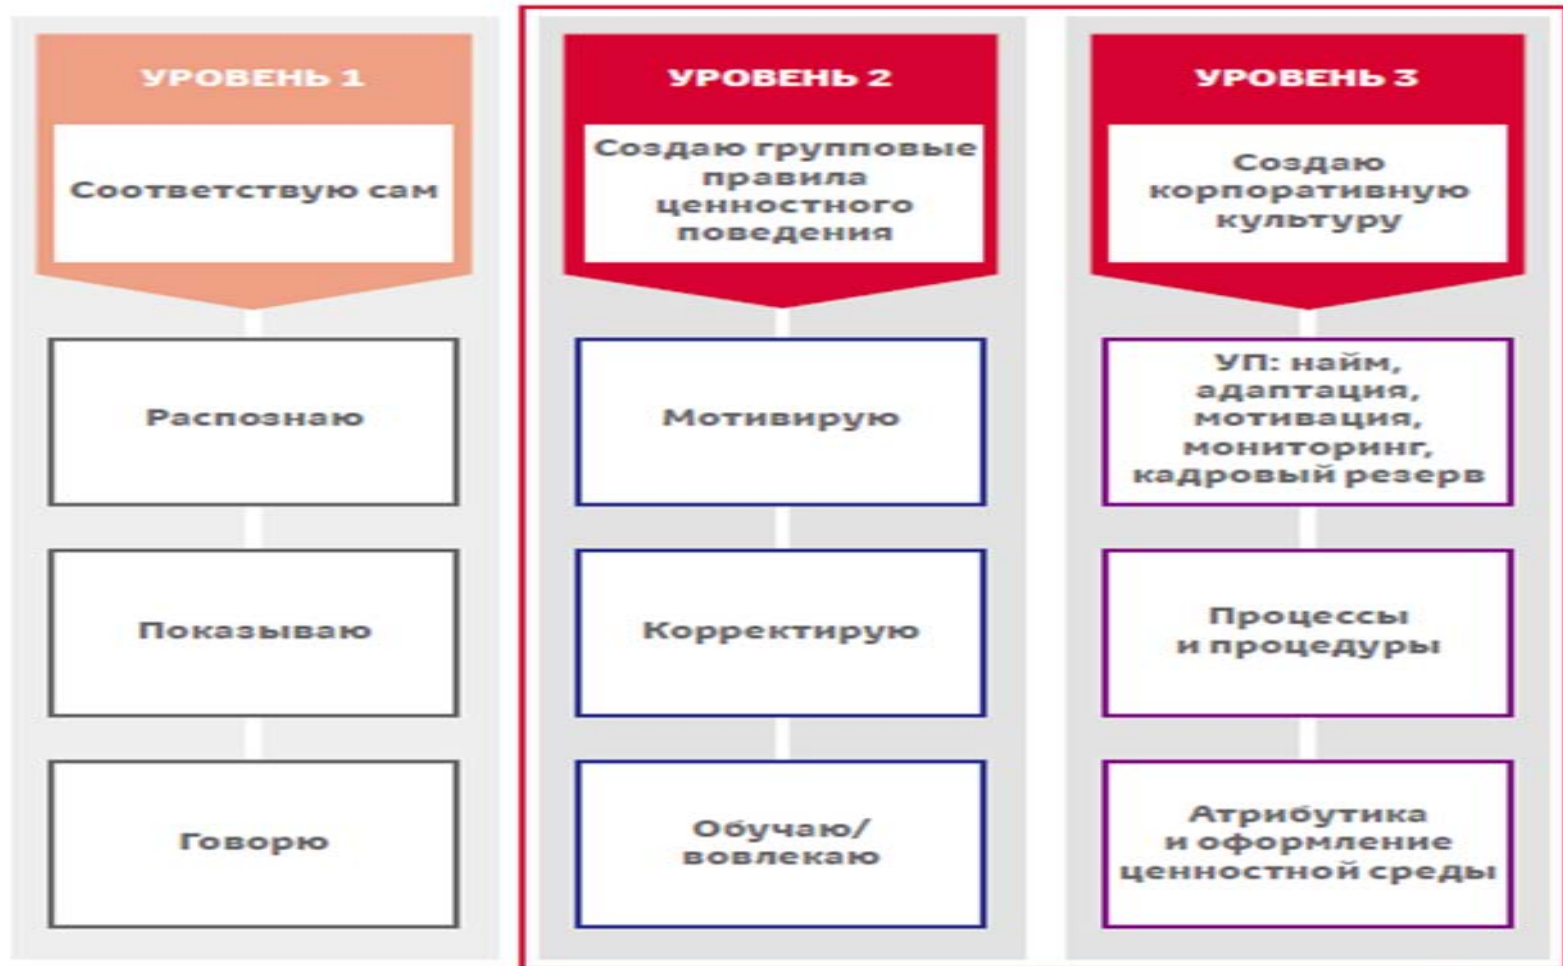 УРОВЕНЬ 1
Соответствую сам
Распознаю
Показываю
Говорю
УРОВЕНЬ 2
Создаю групповые
правила
ценностного
поведения
Мотивирую
Корректирую
Обучаю/
вовлекаю
УРОВЕНЬ 3
Создаю
корпоративную
культуру
УП: найм,
адаптация,
мотивация,
мониторинг,
кадровый резерв
Процессы
и процедуры
Атрибутика
и оформление
ценностной среды